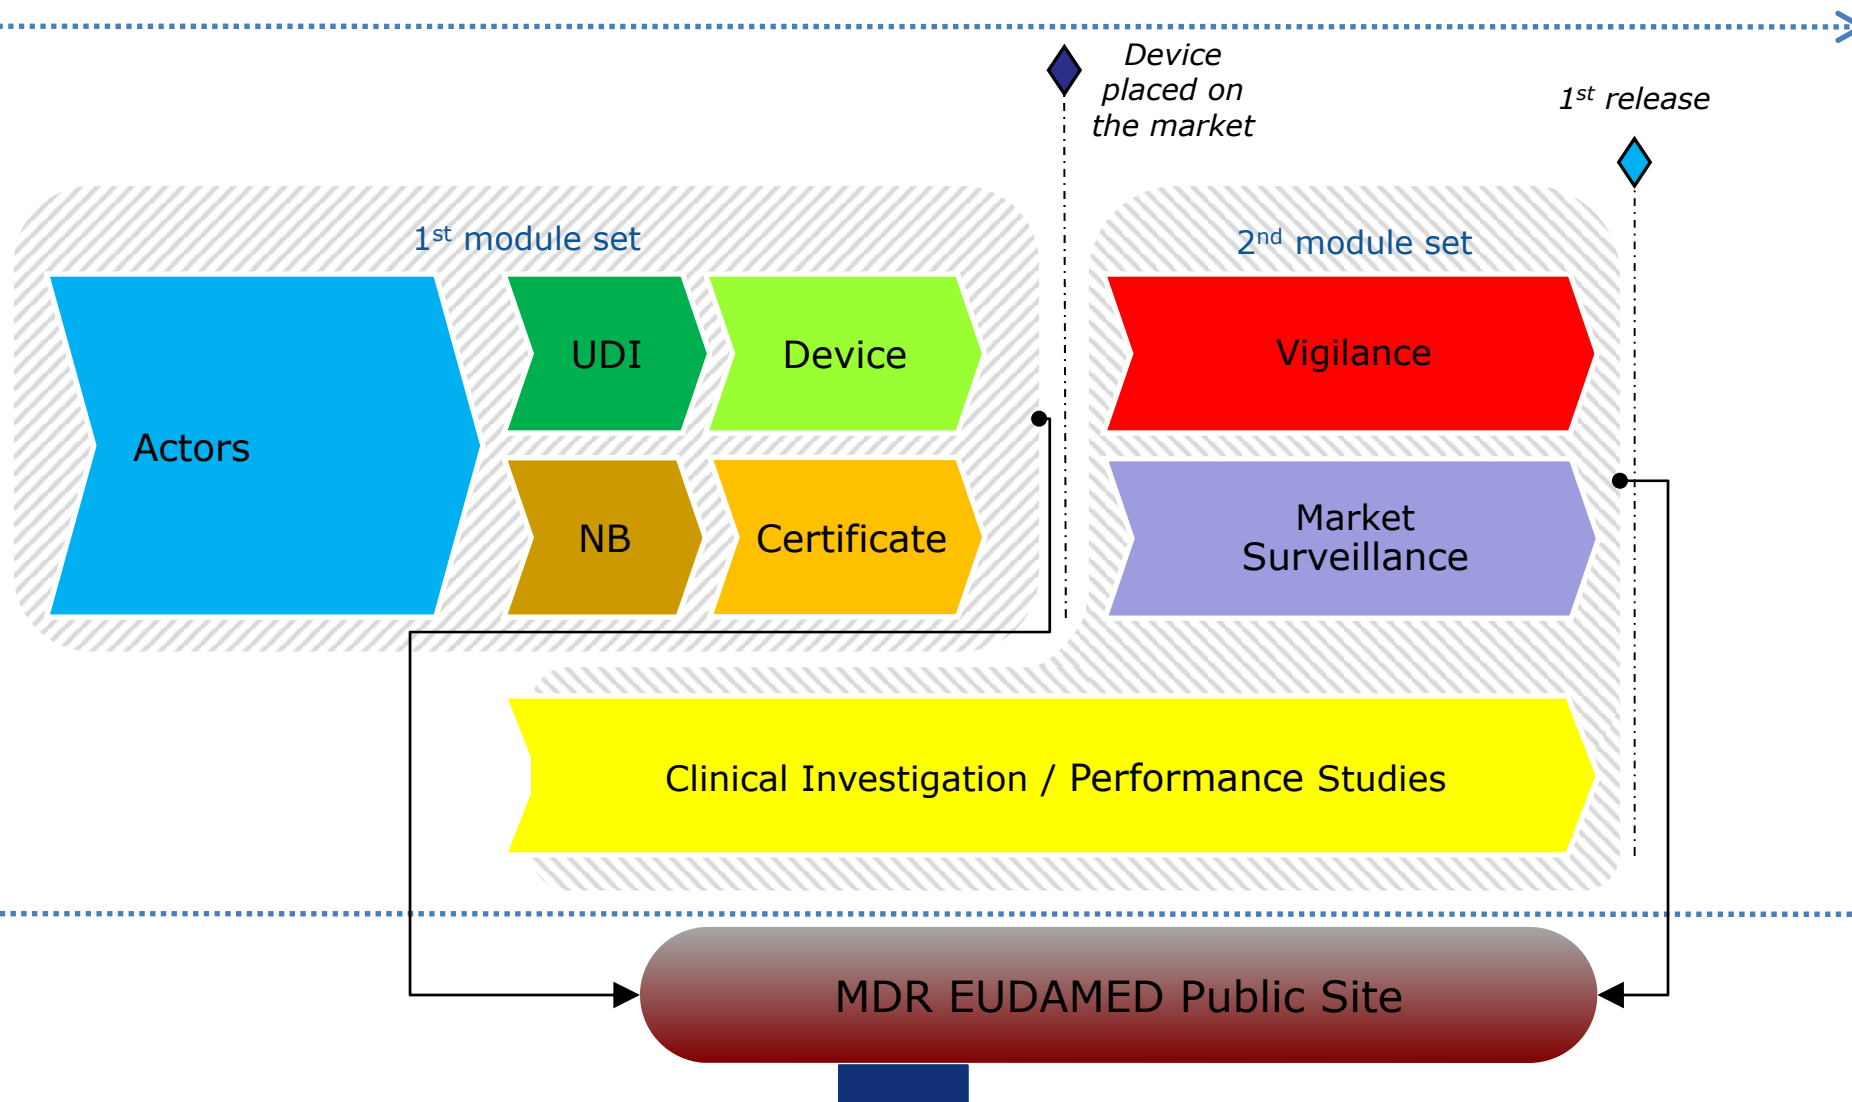 Device
placed on
the market
1st release
1st module set
2nd module set
Actors
UDI
Device
Vigilance
NB
Certificate
Market
Surveillance
Clinical Investigation / Performance Studies
MDR EUDAMED Public Site